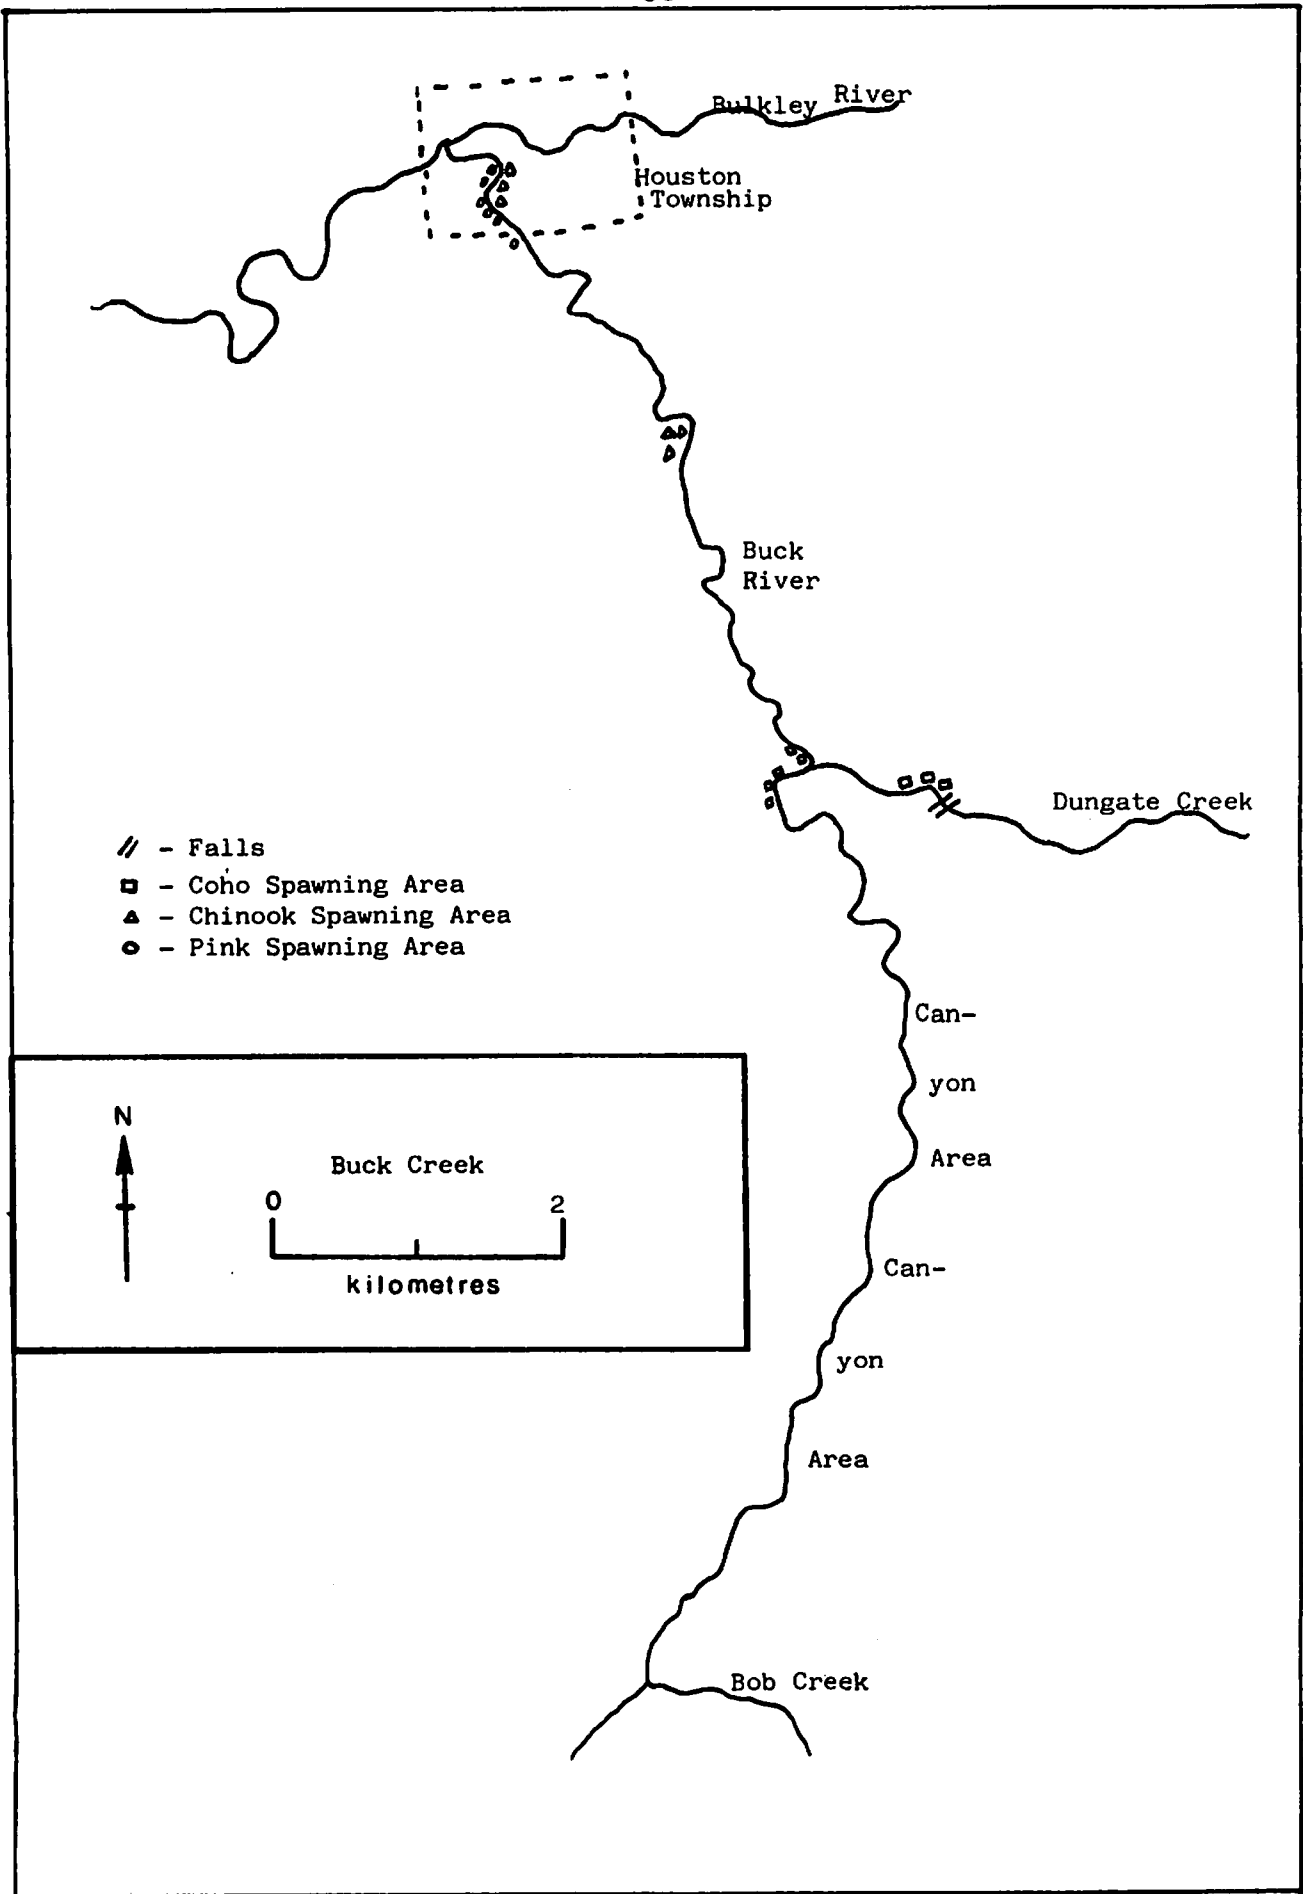 Bulkley River
Houston
Township
Buck
River
Dungate Creek
// - Falls
- Coho Spawning Area
- Chinook Spawning Area
- Pink Spawning Area
Can-
yon
Area
N
Buck Creek
0 2
kilometres
Can-
yon
Area
Bob Creek